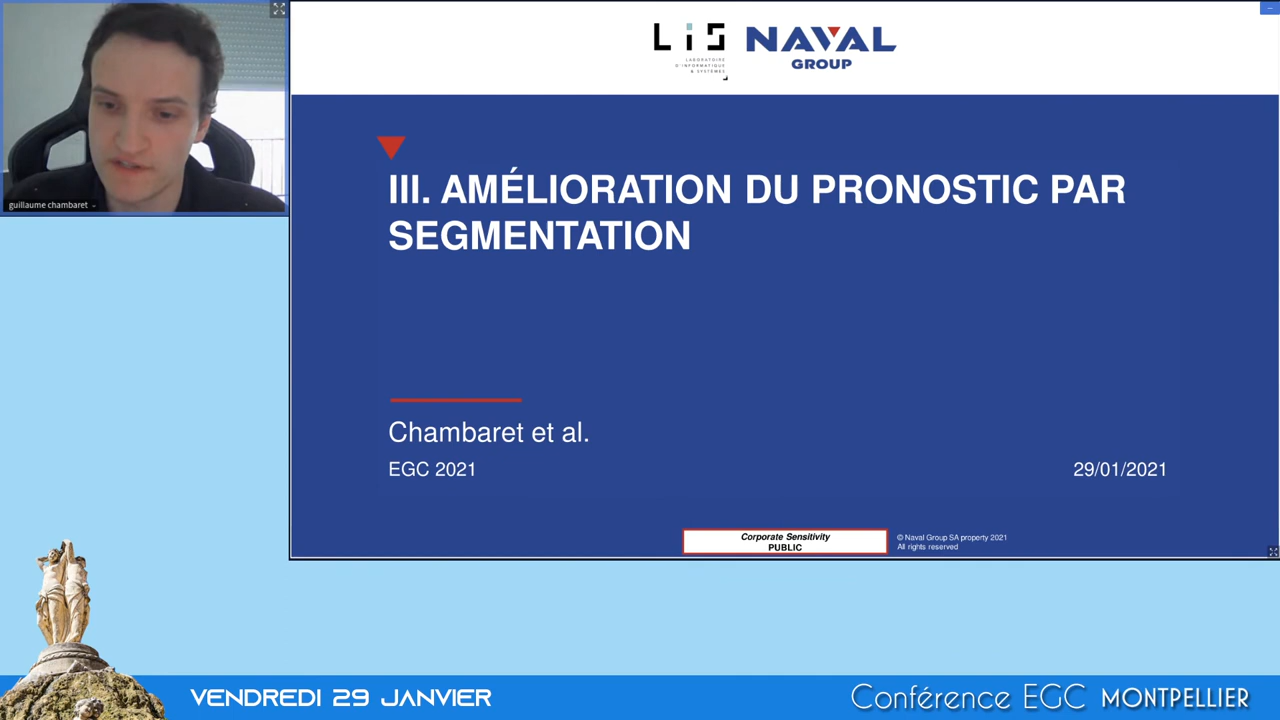 guillaume chambaret
LiS
LABORATOIRE
D'INFORMATIQUE
& SYSTÈMES
NAVAL
GROUP
III. AMÉLIORATION DU PRONOSTIC PAR
SEGMENTATION
Chambaret et al.
EGC 2021
29/01/2021
Corporate Sensitivity
PUBLIC
© Naval Group SA property 2021
All rights reserved
VENDREDI 29 JANVIER
Conférence EGC MONTPELLIER